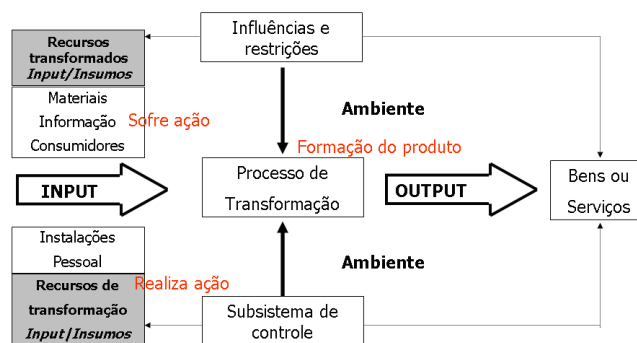 Recursos
transformados
Input/Insumos
Materiais
Informação
Consumidores
Sofre ação
Influências e
restrições
Ambiente
Formação do produto
INPUT
Processo de
Transformação
OUTPUT
Bens ou
Serviços
Instalações
Pessoal
Recursos de
transformação
Input/Insumos
Realiza ação
Ambiente
Subsistema de
controle